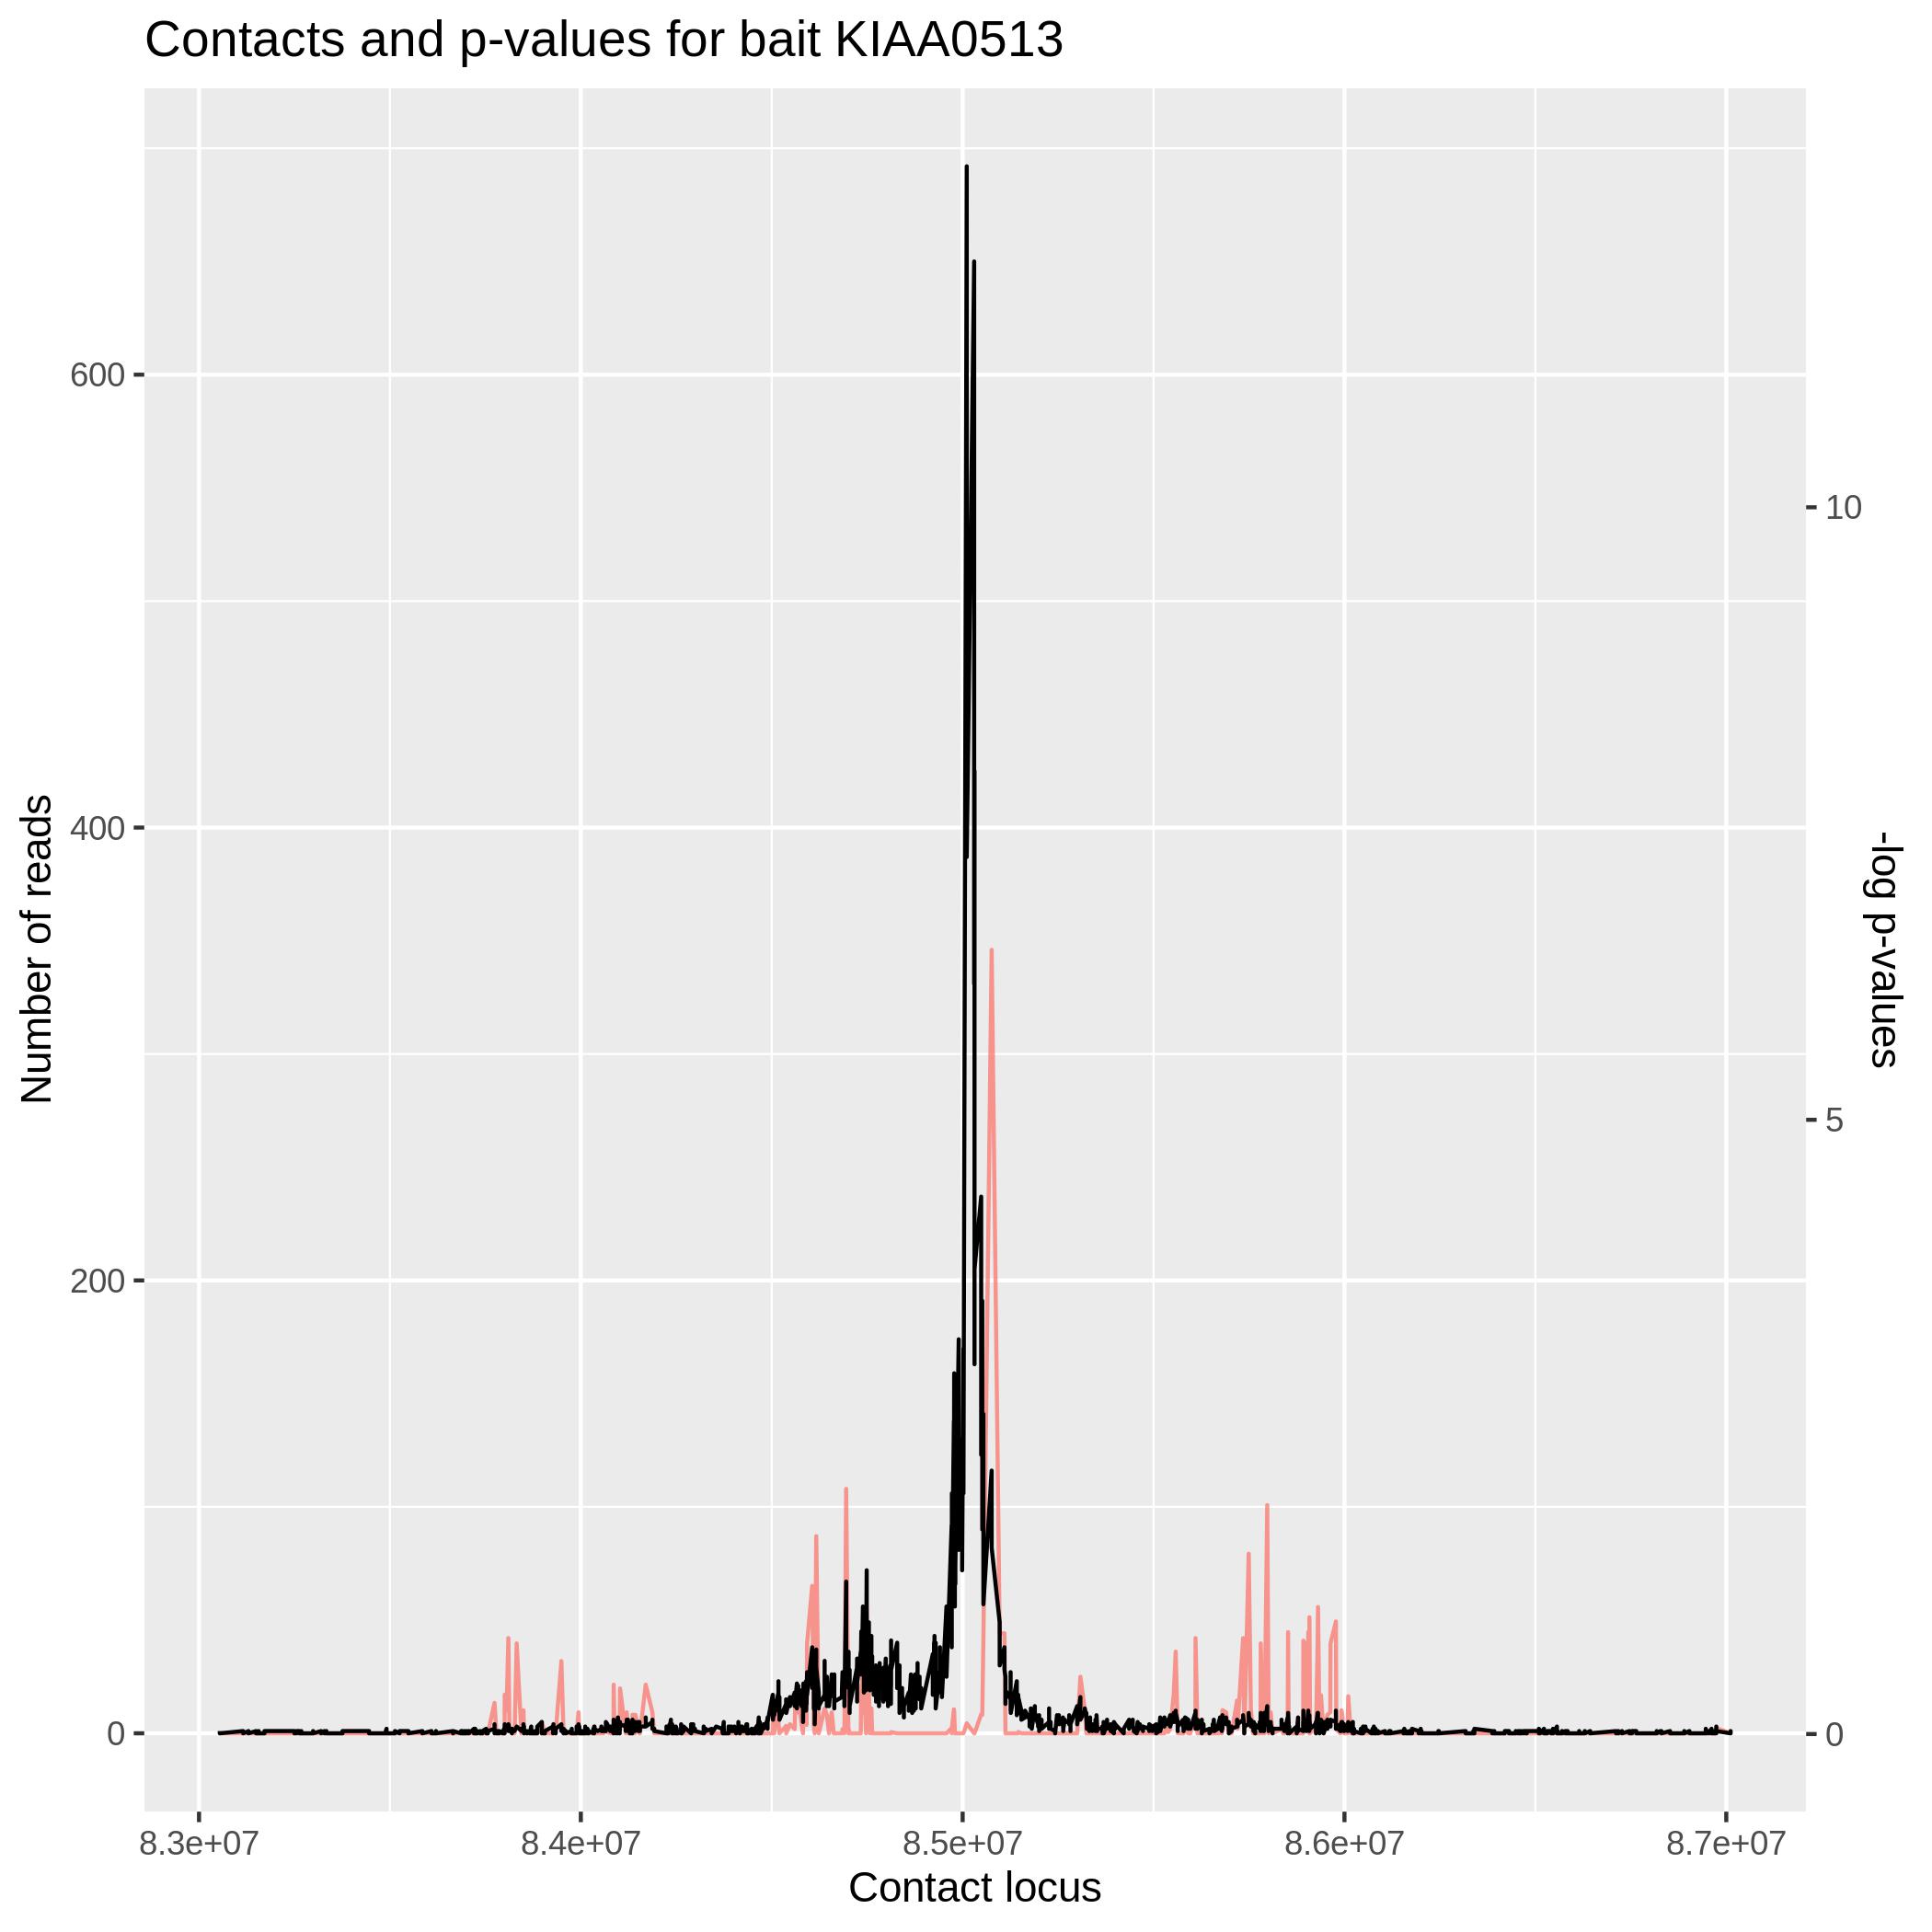 Contacts and p-values for bait KIAA0513
Number of reads
600
400
200
0
10
5
0
-log p-values
8.3e+07 8.4e+07 8.5e+07 8.6e+07 8.7e+07
Contact locus